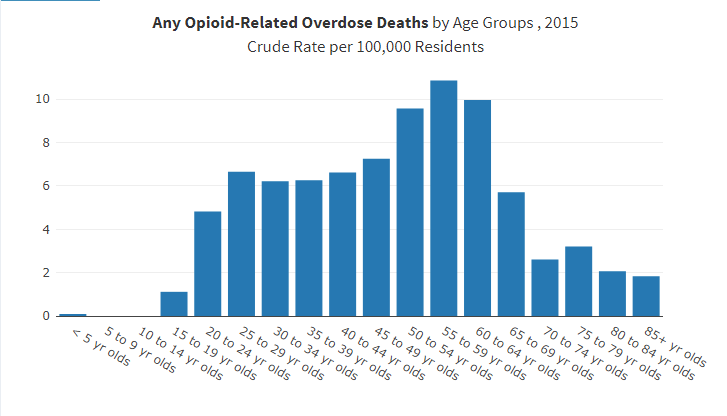 Any Opioid-Related Overdose Deaths by Age Groups , 2015
Crude Rate per 100,000 Residents
10
8
6
4
2
0
< 5 yr olds
5 to 9 yr olds
10 to 14 yr olds
15 to 19 yr olds
20 to 24 yr olds
25 to 29 yr olds
30 to 34 yr olds
35 to 39 yr olds
40 to 44 yr olds
45 to 49 yr olds
50 to 54 yr olds
55 to 59 yr olds
60 to 64 yr olds
65 to 69 yr olds
70 to 74 yr olds
75 to 79 yr olds
80 to 84 yr olds
85+ yr olds